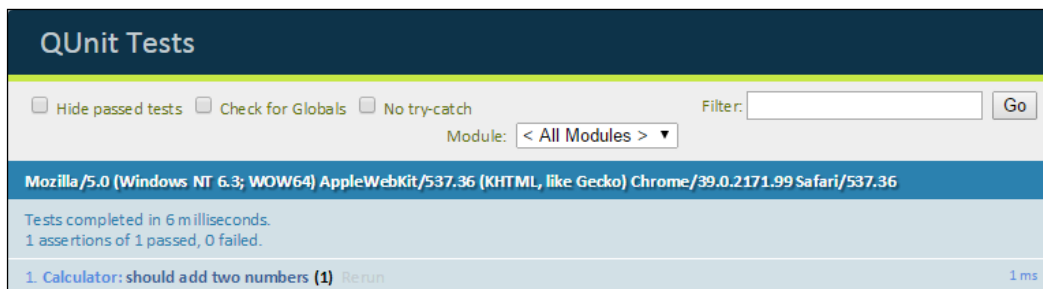 QUnit Tests
Hide passed tests Check for Globals No try-catch Filter: Go
Module: < All Modules >
Mozilla/5.0 (Windows NT 6.3; WOW64) AppleWebKit/537.36 (KHTML, like Gecko) Chrome/39.0.2171.99 Safari/537.36
Tests completed in 6 milliseconds.
1 assertions of 1 passed, 0 failed.
1. Calculator: should add two numbers (1) Rerun 1 ms